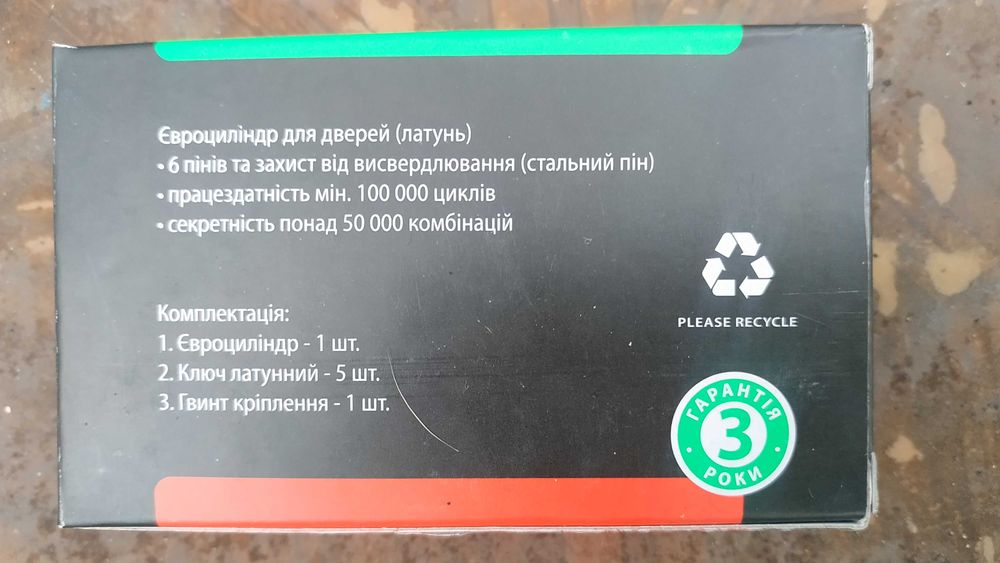 Євроциліндр для дверей (латунь)
• 6 пінів та захист від висвердлювання (стальний пін)
• працездатність мін. 100 000 циклів
• секретність понад 50 000 комбінацій
Комплектація:
1. Євроциліндр - 1 шт.
2. Ключ латунний - 5 шт.
3. Гвинт кріплення - 1 шт.
PLEASE RECYCLE
ГАРАНТІЯ
3
РОКИ